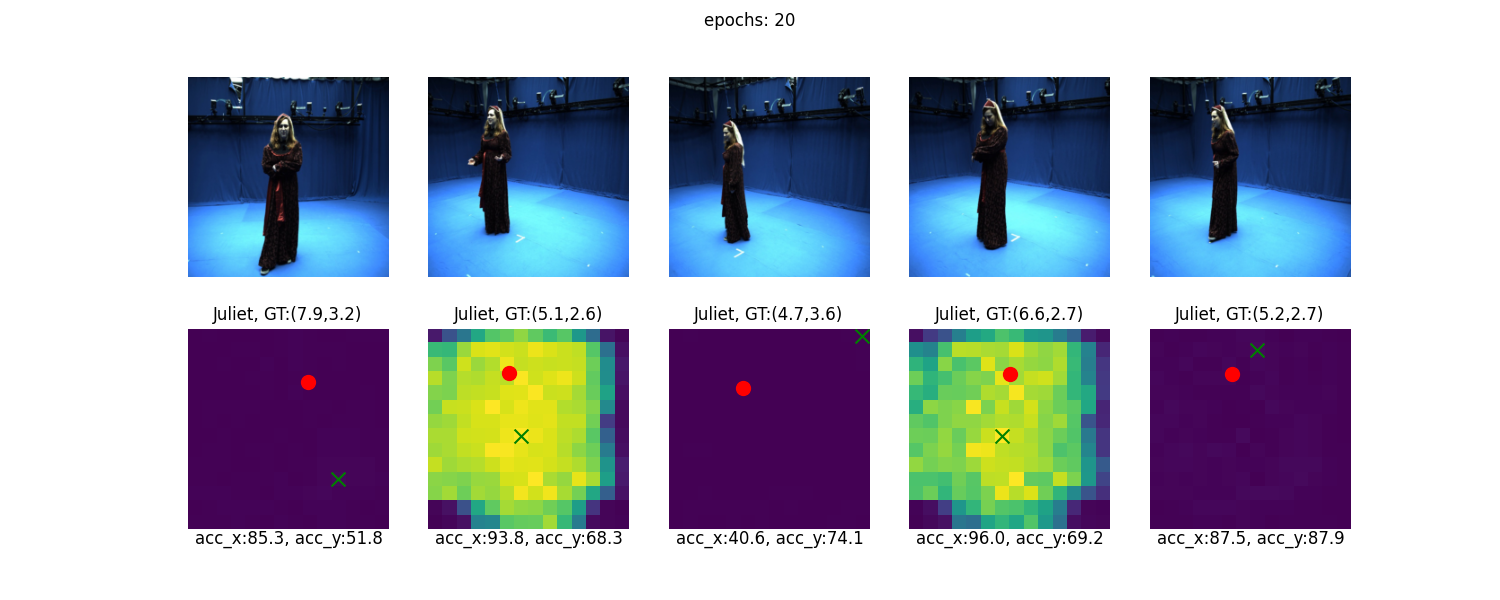 epochs: 20
Juliet, GT:(7.9,3.2)
Juliet, GT:(5.1,2.6)
Juliet, GT:(4.7,3.6)
Juliet, GT:(6.6,2.7)
Juliet, GT:(5.2,2.7)
acc_x:85.3, acc_y:51.8
acc_x:93.8, acc_y:68.3
acc_x:40.6, acc_y:74.1
acc_x:96.0, acc_y:69.2
acc_x:87.5, acc_y:87.9